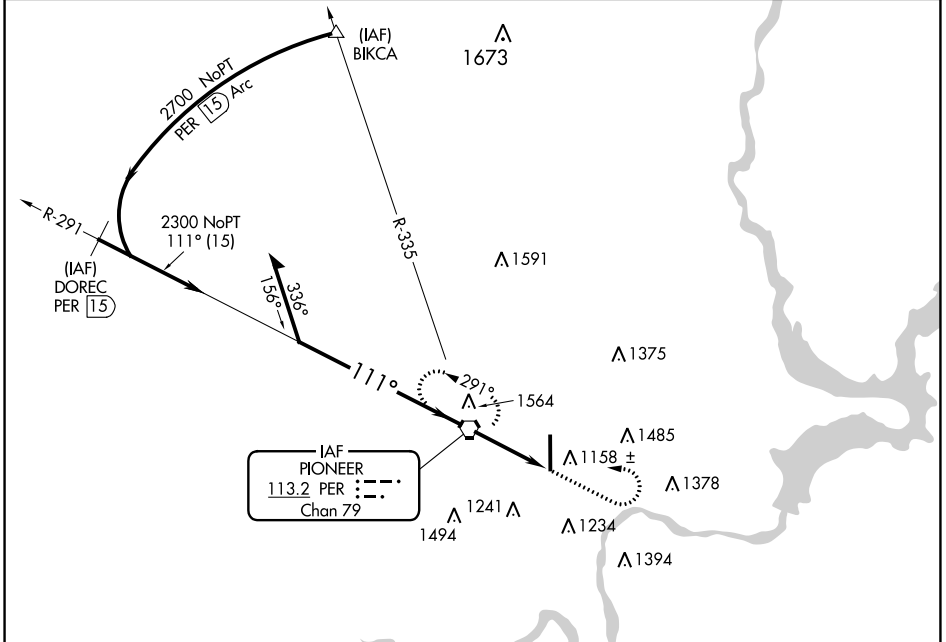 (IAF)
BIKCA
1673
2700 NoPT
PER 15 Arc
R-291
2300 NoPT
111° (15)
(IAF)
DOREC
PER 15
R-335
1591
336°
156°
1375
111°
291°
1564
IAF
PIONEER
113.2 PER
Chan 79
1485
1158 ±
1378
1241
1494
1234
1394